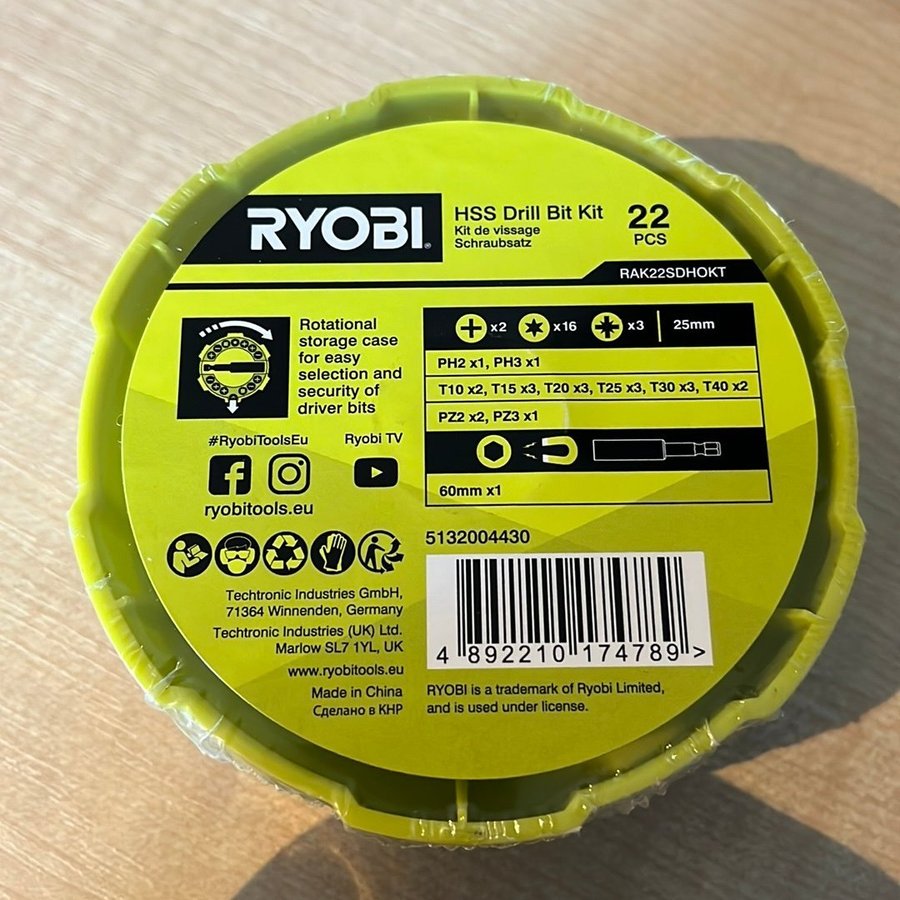 RYOBI®
HSS Drill Bit Kit
Kit de vissage
Schraubsatz
22
PCS
RAK22SDHOKT
Rotational
storage case
for easy
selection and
security of
driver bits
x2 x16 x3 25mm
PH2 x1, PH3 x1
T10 x2, T15 x3, T20 x3, T25 x3, T30 x3, T40 x2
PZ2 x2, PZ3 x1
60mm x1
#RyobiToolsEu Ryobi TV
ryobitools.eu
Techtronic Industries GmbH,
71364 Winnenden, Germany
Techtronic Industries (UK) Ltd.
Marlow SL7 1YL, UK
www.ryobitools.eu
Made in China
Сделано в КНР
5132004430
4 892210 174789 >
RYOBI is a trademark of Ryobi Limited,
and is used under license.